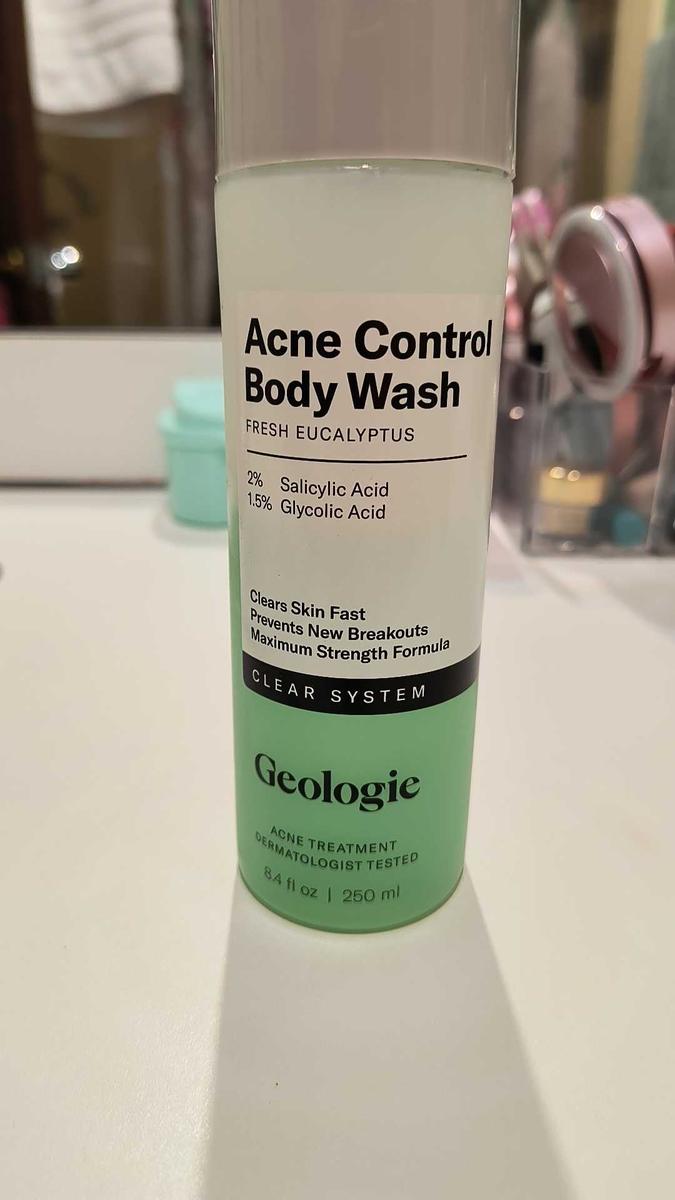 Acne Control
Body Wash
FRESH EUCALYPTUS
2% Salicylic Acid
1.5% Glycolic Acid
Clears Skin Fast
Prevents New Breakouts
Maximum Strength Formula
CLEAR SYSTEM
Geologie
ACNE TREATMENT
DERMATOLOGIST TESTED
8.4 fl oz | 250 ml